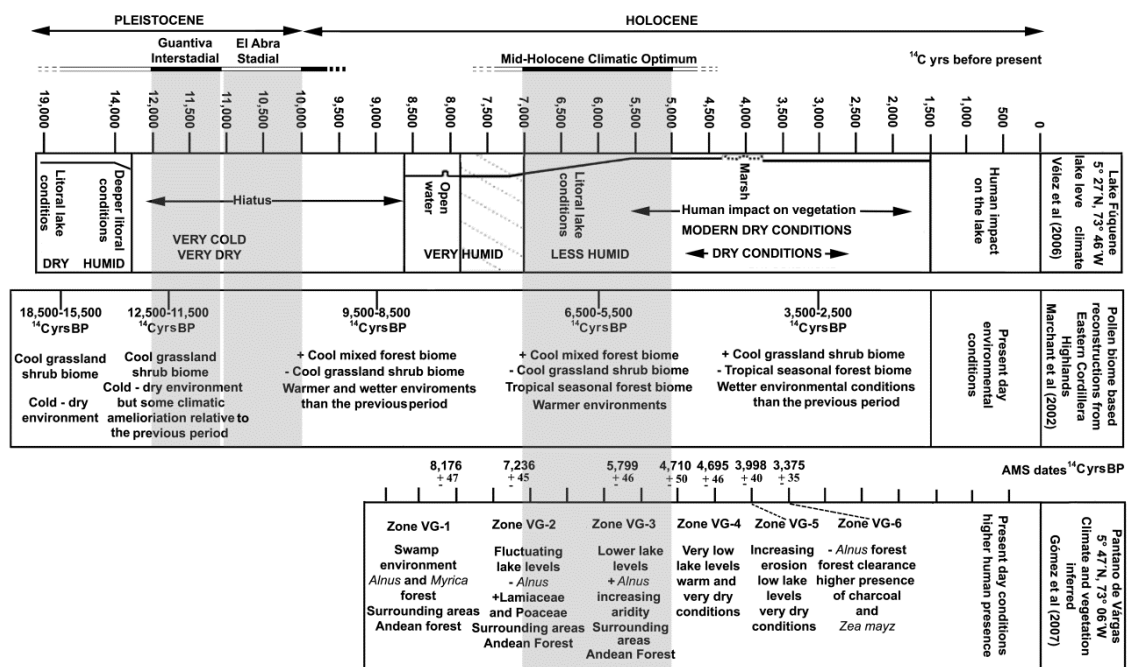 PLEISTOCENE
HOLOCENE
Guantiva
Interstadial
El Abra
Stadial
Mid-Holocene Climatic Optimum
14C yrs before present
19,000
14,000
12,000
11,500
11,000
10,500
10,000
9,500
9,000
8,500
8,000
7,500
7,000
6,500
6,000
5,500
5,000
4,500
4,000
3,500
3,000
2,500
2,000
1,500
1,000
500
0
Litoral lake
conditios
Deeper litoral
conditions
DRY HUMID
Hiatus
VERY COLD
VERY DRY
Open
water
VERY HUMID
Litoral lake
conditions
LESS HUMID
Marsh
Human impact on vegetation
MODERN DRY CONDITIONS
DRY CONDITIONS
Human impact
on the lake
Lake Fúquene
5° 27'N, 73° 46'W
lake leve climate
Vélez et al (2006)
18,500-15,500
14CyrsBP
Cool grassland
shrub biome
Cold - dry
environment
12,500-11,500
14CyrsBP
Cool grassland
shrub biome
Cold - dry environment
but some climatic
amelioriation relative to
the previous period
9,500-8,500
14CyrsBP
+ Cool mixed forest biome
- Cool grassland shrub biome
Warmer and wetter enviroments
than the previous period
6,500-5,500
14CyrsBP
+ Cool mixed forest biome
- Cool grassland shrub biome
Tropical seasonal forest biome
Warmer environments
3,500-2,500
14CyrsBP
+ Cool grassland shrub biome
- Tropical seasonal forest biome
Wetter environmental conditions
than the previous period
Present day
environmental
conditions
Pollen biome based
reconstructions from
Eastern Cordillera
Highlands
Marchant et al (2002)
AMS dates 14CyrsBP
8,176
± 47
7,236
± 45
5,799
± 46
4,710
± 50
4,695
± 46
3,998
± 40
3,375
± 35
Zone VG-1
Swamp
environment
Alnus and Myrica
forest
Surrounding areas
Andean forest
Zone VG-2
Fluctuating
lake levels
- Alnus
+Lamiaceae
and Poaceae
Surrounding areas
Andean Forest
Zone VG-3
Lower lake
levels
+ Alnus
increasing
aridity
Surrounding
areas
Andean Forest
Zone VG-4
Very low
lake levels
warm and
very dry
conditions
Zone VG-5
Increasing
erosion
low lake
levels
very dry
conditions
Zone VG-6
- Alnus forest
forest clearance
higher presence
of charcoal
and
Zea mayz
Present day conditions
higher human presence
Pantano de Várgas
5° 47'N, 73° 06'W
Climate and vegetation
inferred
Gómez et al (2007)